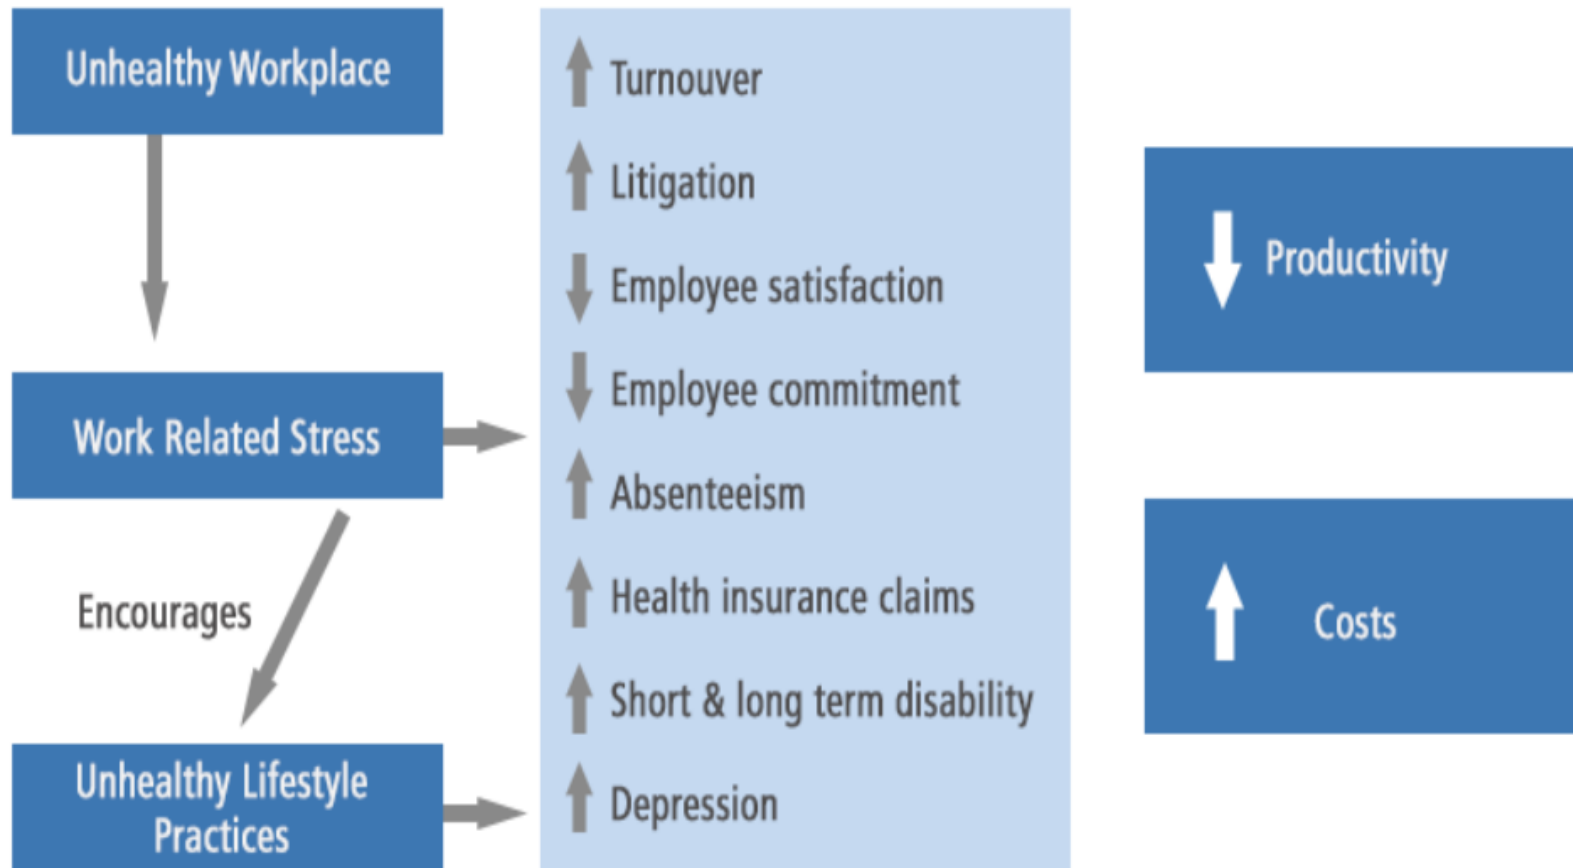 Unhealthy Workplace
Work Related Stress
Encourages
Unhealthy Lifestyle
Practices
Turnouver
Litigation
Employee satisfaction
Employee commitment
Absenteeism
Health insurance claims
Short & long term disability
Depression
Productivity
Costs